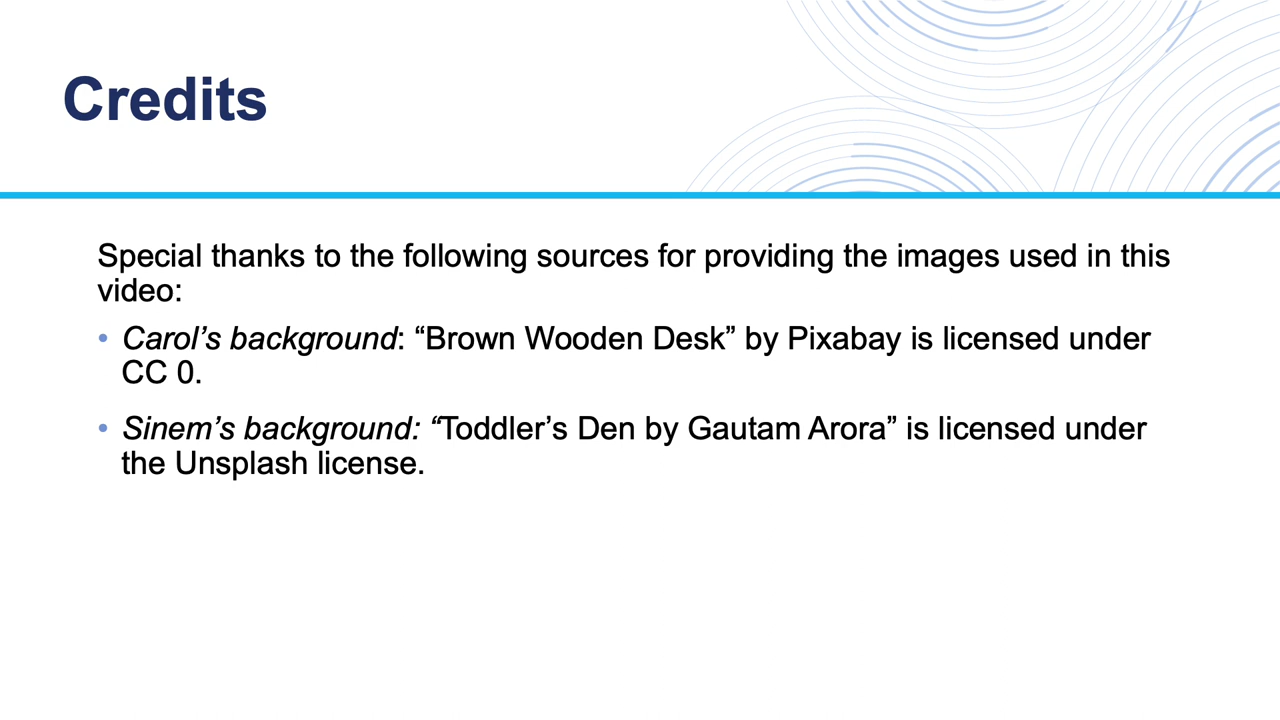 Credits
Special thanks to the following sources for providing the images used in this
video:
• Carol’s background: “Brown Wooden Desk” by Pixabay is licensed under
CC 0.
• Sinem’s background: “Toddler’s Den by Gautam Arora” is licensed under
the Unsplash license.